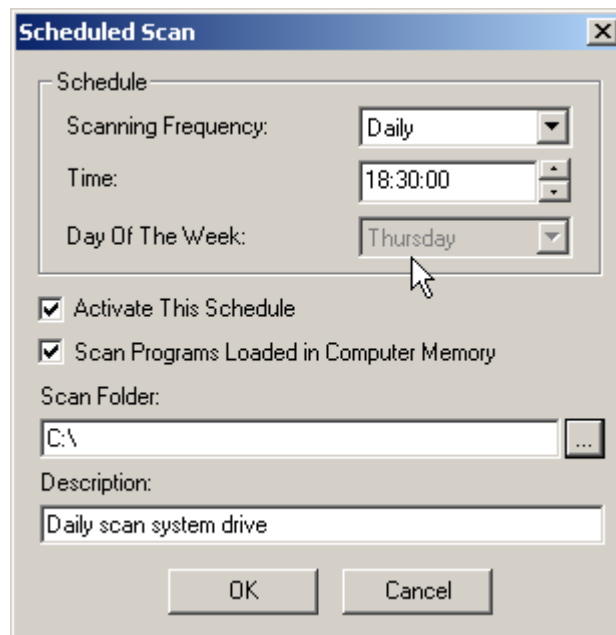 Scheduled Scan
Schedule
Scanning Frequency: Daily
Time: 18:30:00
Day Of The Week: Thursday
Activate This Schedule
Scan Programs Loaded in Computer Memory
Scan Folder:
C:\ ...
Description:
Daily scan system drive
OK Cancel